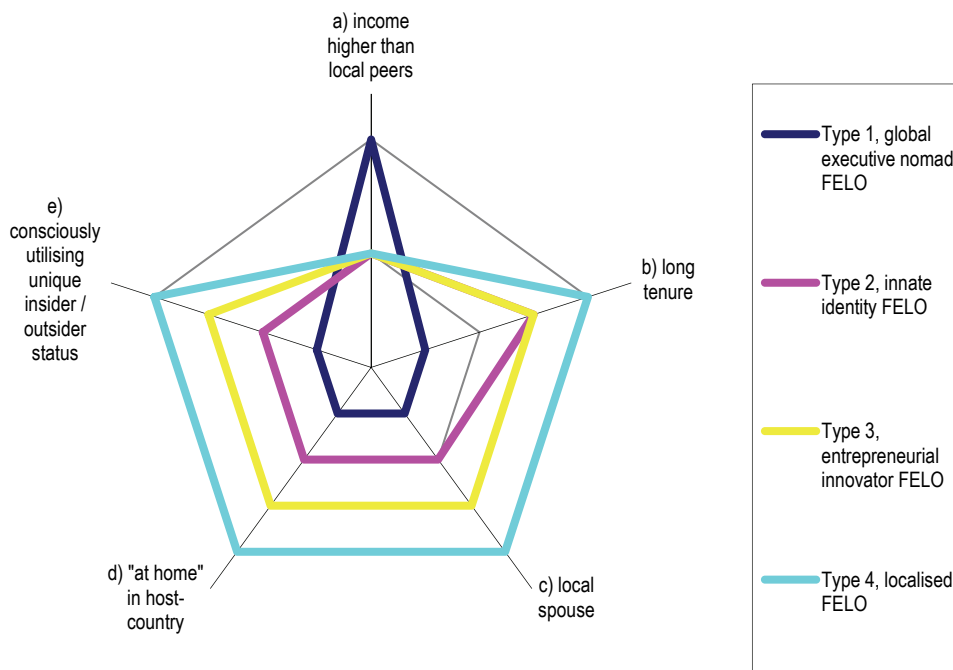 a) income
higher than
local peers
b) long
tenure
c) local
spouse
d) "at home"
in host-
country
e)
consciously
utilising
unique
insider /
outsider
status
Type 1, global
executive nomad
FELO
Type 2, innate
identity FELO
Type 3,
entrepreneurial
innovator FELO
Type 4, localised
FELO